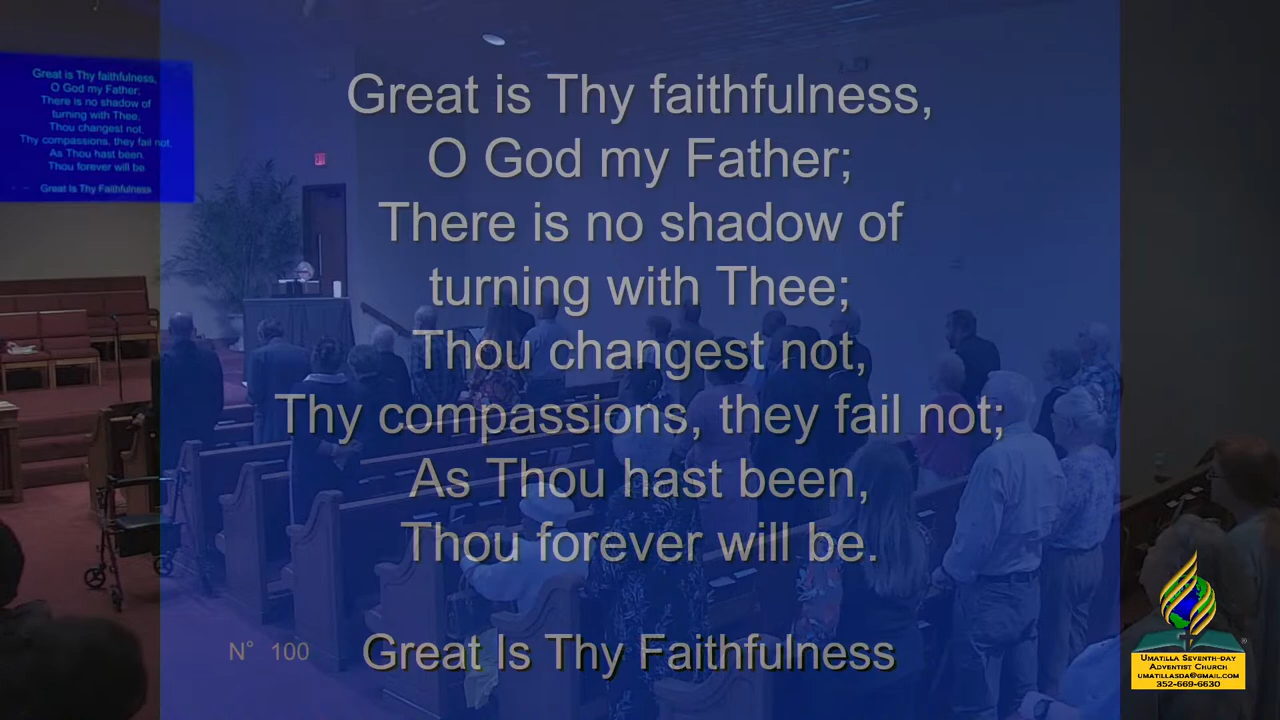 Great is Thy faithfulness,
O God my Father;
There is no shadow of
turning with Thee;
Thou changest not,
Thy compassions, they fail not;
As Thou hast been,
Thou forever will be.
N° 100
Great Is Thy Faithfulness
Great is Thy faithfulness,
O God my Father;
There is no shadow of
turning with Thee.
Thou changest not.
Thy compassions, they fail not.
As Thou hast been.
Thou forever will be
Great Is Thy Faithfulness
Umatilla Seventh-day
Adventist Church
umatillasda@gmail.com
352-669-6630